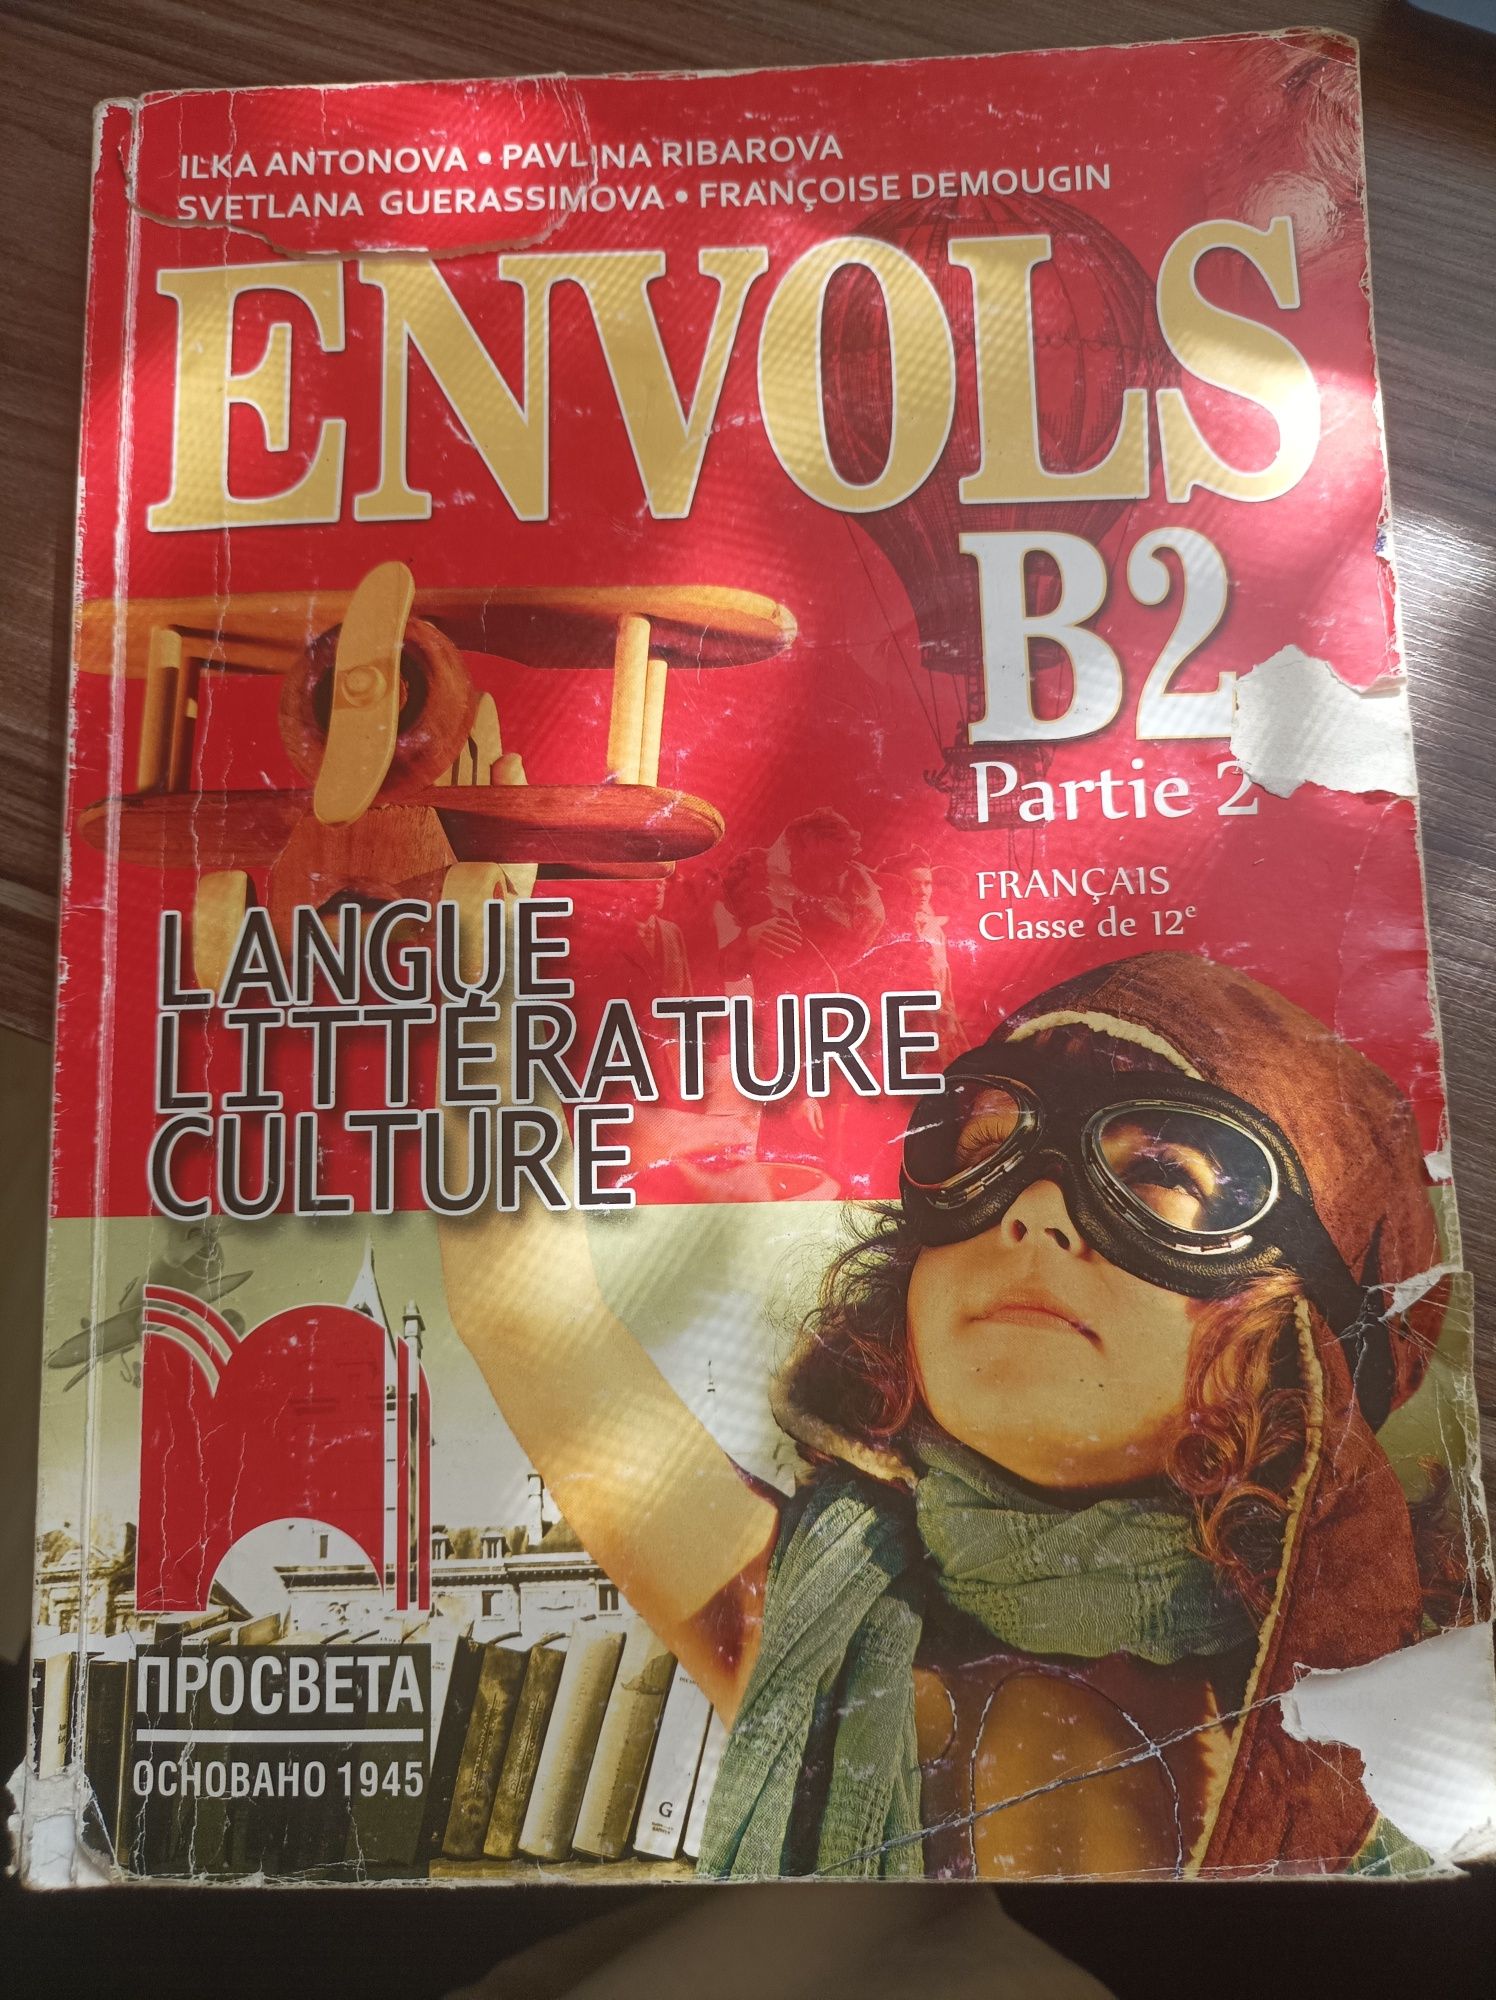 ILKA ANTONOVA • PAVLINA RIBAROVA
SVETLANA GUERASSIMOVA • FRANÇOISE DEMOUGIN
ENVOLS
B2
Partie 2
FRANÇAIS
Classe de 12e
LANGUE
LITTÉRATURE
CULTURE
ПРОСВЕТА
ОСНОВАНО 1945
G